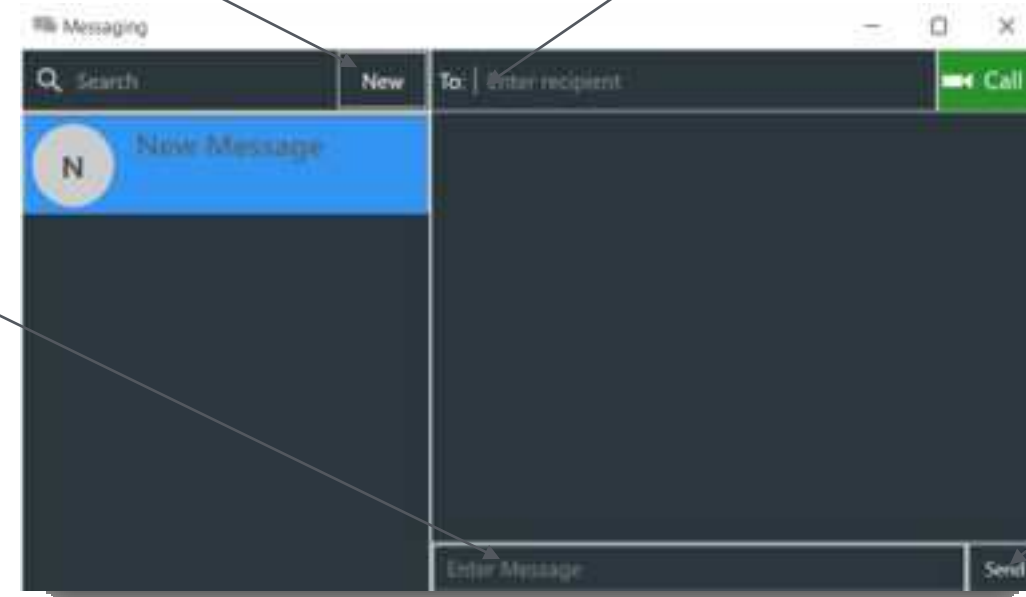 Messaging
Search
New
To: Enter recipient
Call
N
New Message
Enter Message
Send